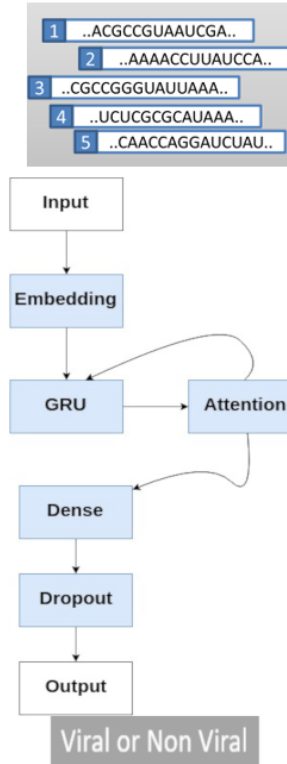 1 ..ACGCCGUAAUCGA..
2 ..AAAACCUUAUCCA..
3 ..CGCCGGGUAUUAAA..
4 ..UCUCGCGCAUAAA..
5 ..CAACCAGGAUCUAU..
Input
Embedding
GRU
Attention
Dense
Dropout
Output
Viral or Non Viral